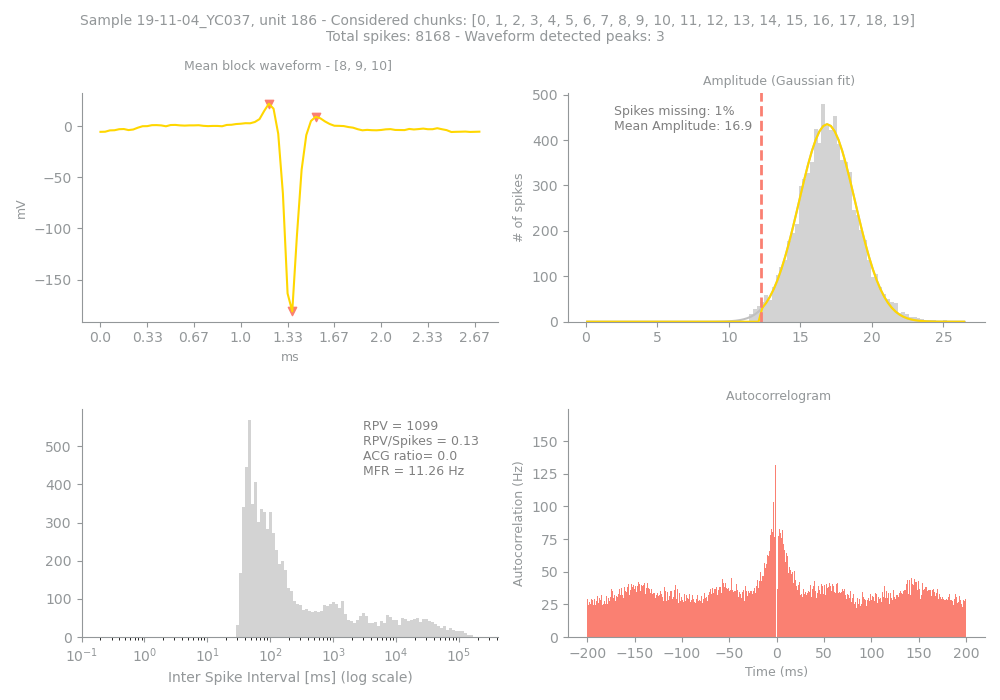 Sample 19-11-04_YC037, unit 186 - Considered chunks: [0, 1, 2, 3, 4, 5, 6, 7, 8, 9, 10, 11, 12, 13, 14, 15, 16, 17, 18, 19]
Total spikes: 8168 - Waveform detected peaks: 3
Mean block waveform - [8, 9, 10]
0
−50
−100
−150
mV
0.0 0.33 0.67 1.0 1.33 1.67 2.0 2.33 2.67
ms
Amplitude (Gaussian fit)
Spikes missing: 1%
Mean Amplitude: 16.9
500
400
300
200
100
0
# of spikes
0 5 10 15 20 25
RPV = 1099
RPV/Spikes = 0.13
ACG ratio= 0.0
MFR = 11.26 Hz
500
400
300
200
100
0
10⁻¹ 10⁰ 10¹ 10² 10³ 10⁴ 10⁵
Inter Spike Interval [ms] (log scale)
Autocorrelogram
150
125
100
75
50
25
0
Autocorrelation (Hz)
−200 −150 −100 −50 0 50 100 150 200
Time (ms)